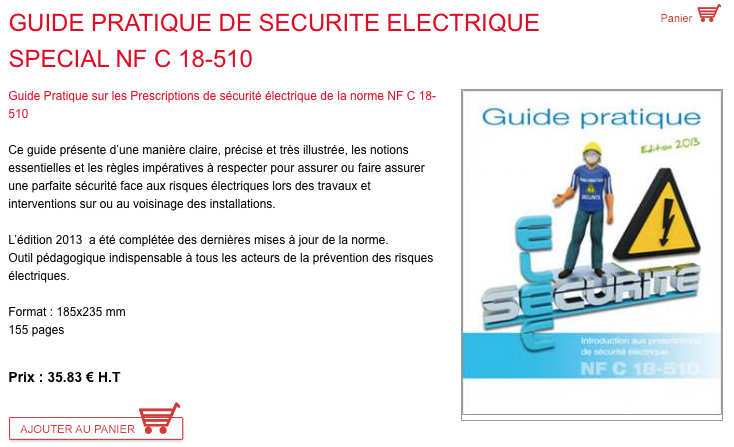 GUIDE PRATIQUE DE SECURITE ELECTRIQUE
SPECIAL NF C 18-510
Panier
Guide Pratique sur les Prescriptions de sécurité électrique de la norme NF C 18-
510
Ce guide présente d'une manière claire, précise et très illustrée, les notions
essentielles et les règles impératives à respecter pour assurer ou faire assurer
une parfaite sécurité face aux risques électriques lors des travaux et
interventions sur ou au voisinage des installations.
L'édition 2013  a été complétée des dernières mises à jour de la norme.
Outil pédagogique indispensable à tous les acteurs de la prévention des risques
électriques.
Format : 185x235 mm
155 pages
Prix : 35.83 € H.T
AJOUTER AU PANIER
Guide pratique
Edition 2013
PREVENTION
SECURITE
ELEC
SECURITE
Introduction aux prescriptions
de sécurité électrique
NF C 18-510